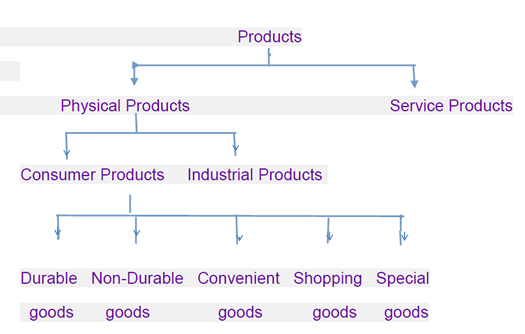 Products
Physical Products Service Products
Consumer Products Industrial Products
Durable Non-Durable Convenient Shopping Special
goods goods goods goods goods